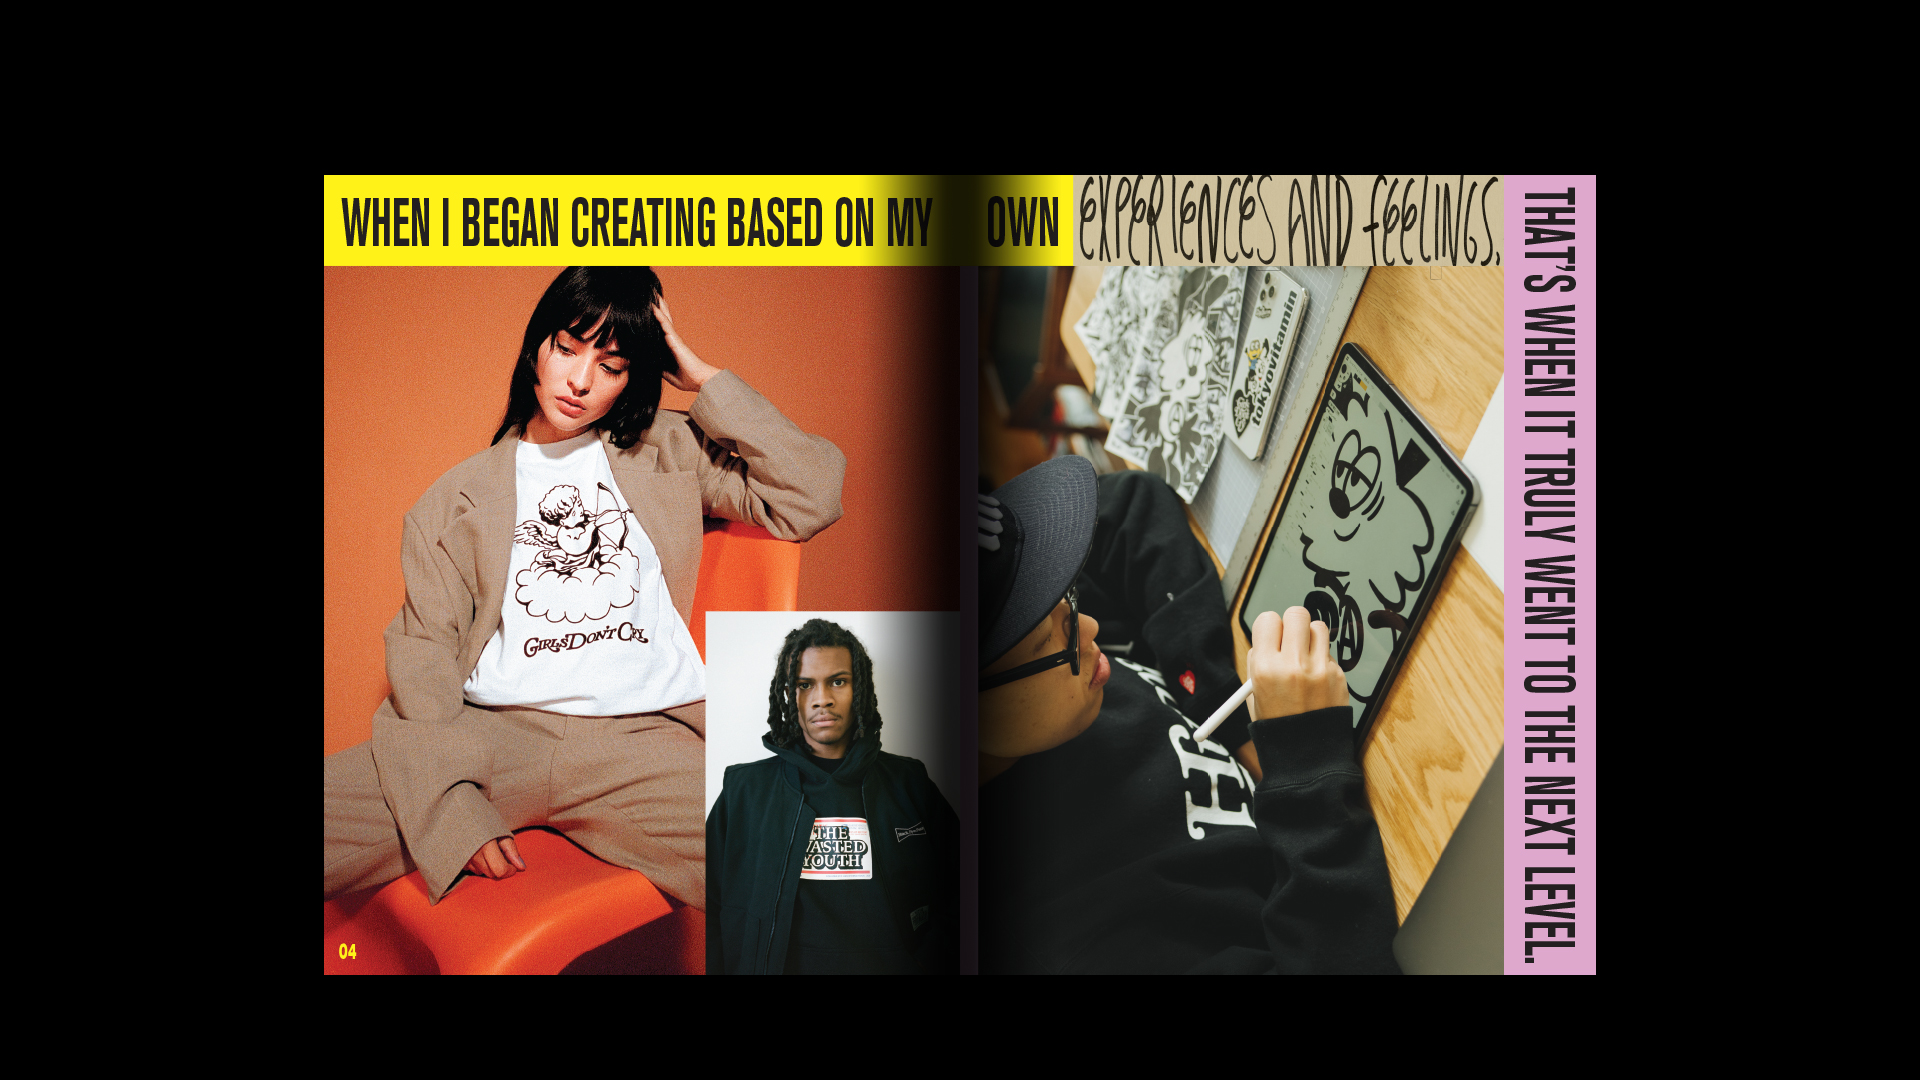 WHEN I BEGAN CREATING BASED ON MY OWN
EXPERIENCES AND FEELINGS.
THAT'S WHEN IT TRULY WENT TO THE NEXT LEVEL.
GIRLS DON'T CRY
THE
WASTED
YOUTH
tokyovitamin
H
04